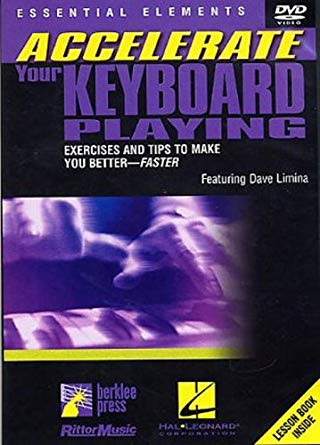 ESSENTIAL ELEMENTS
DVD
VIDEO
ACCELERATE
Your KEYBOARD
PLAYING
EXERCISES AND TIPS TO MAKE
YOU BETTER—FASTER
Featuring Dave Limina
berklee
press
RittorMusic
HAL•LEONARD
CORPORATION
LESSON BOOK
INSIDE